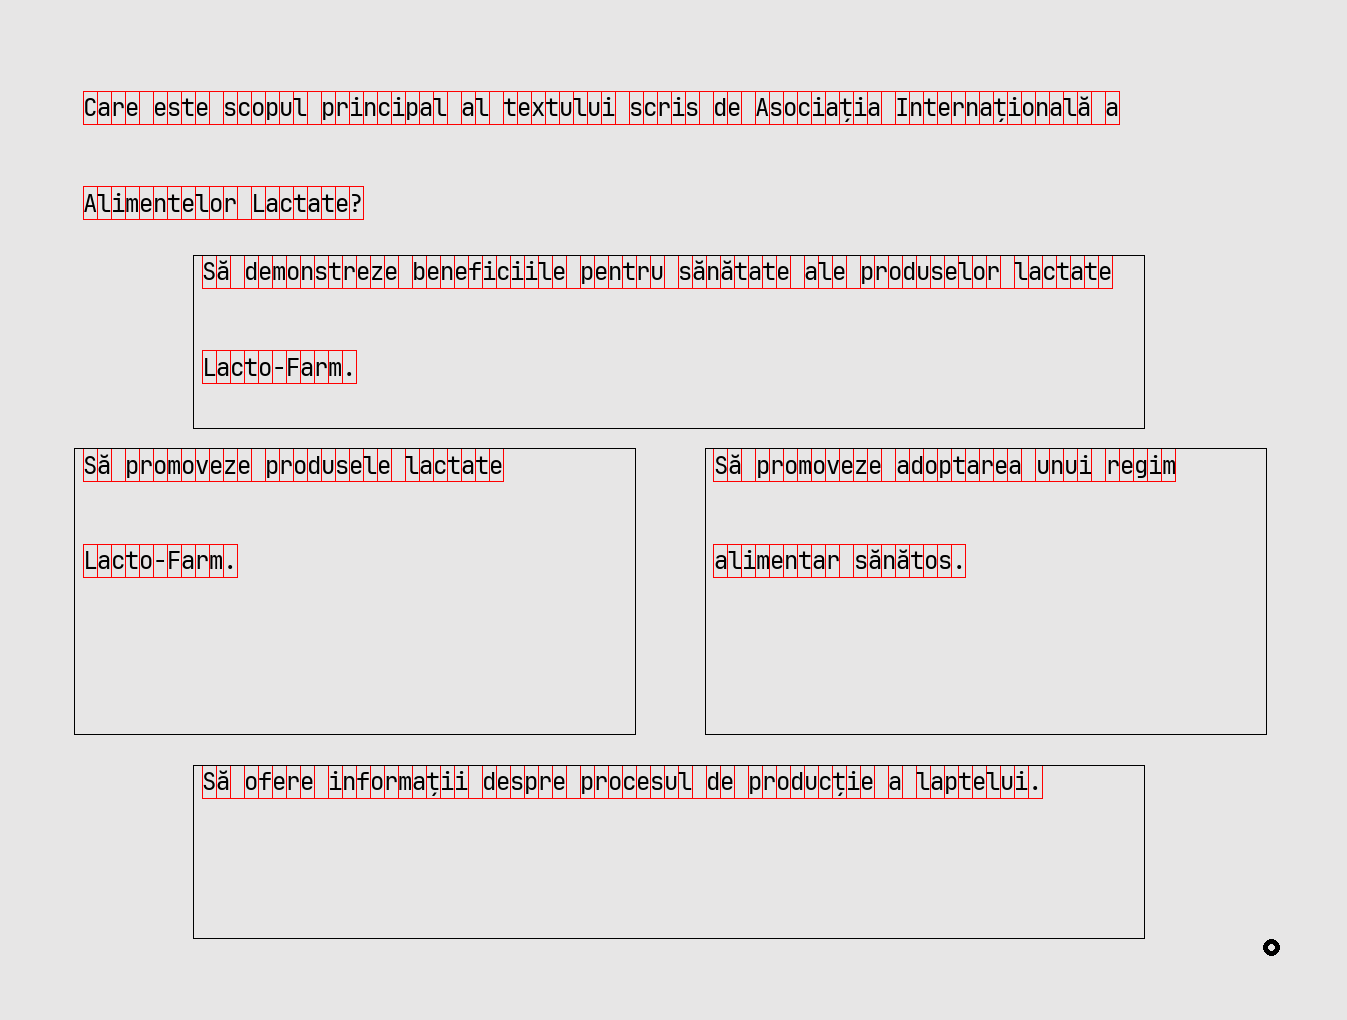 Care este scopul principal al textului scris de Asociația Internațională a
Alimentelor Lactate?
Să demonstreze beneficiile pentru sănătate ale produselor lactate
Lacto-Farm.
Să promoveze produsele lactate
Lacto-Farm.
Să promoveze adoptarea unui regim
alimentar sănătos.
Să ofere informații despre procesul de producție a laptelui.